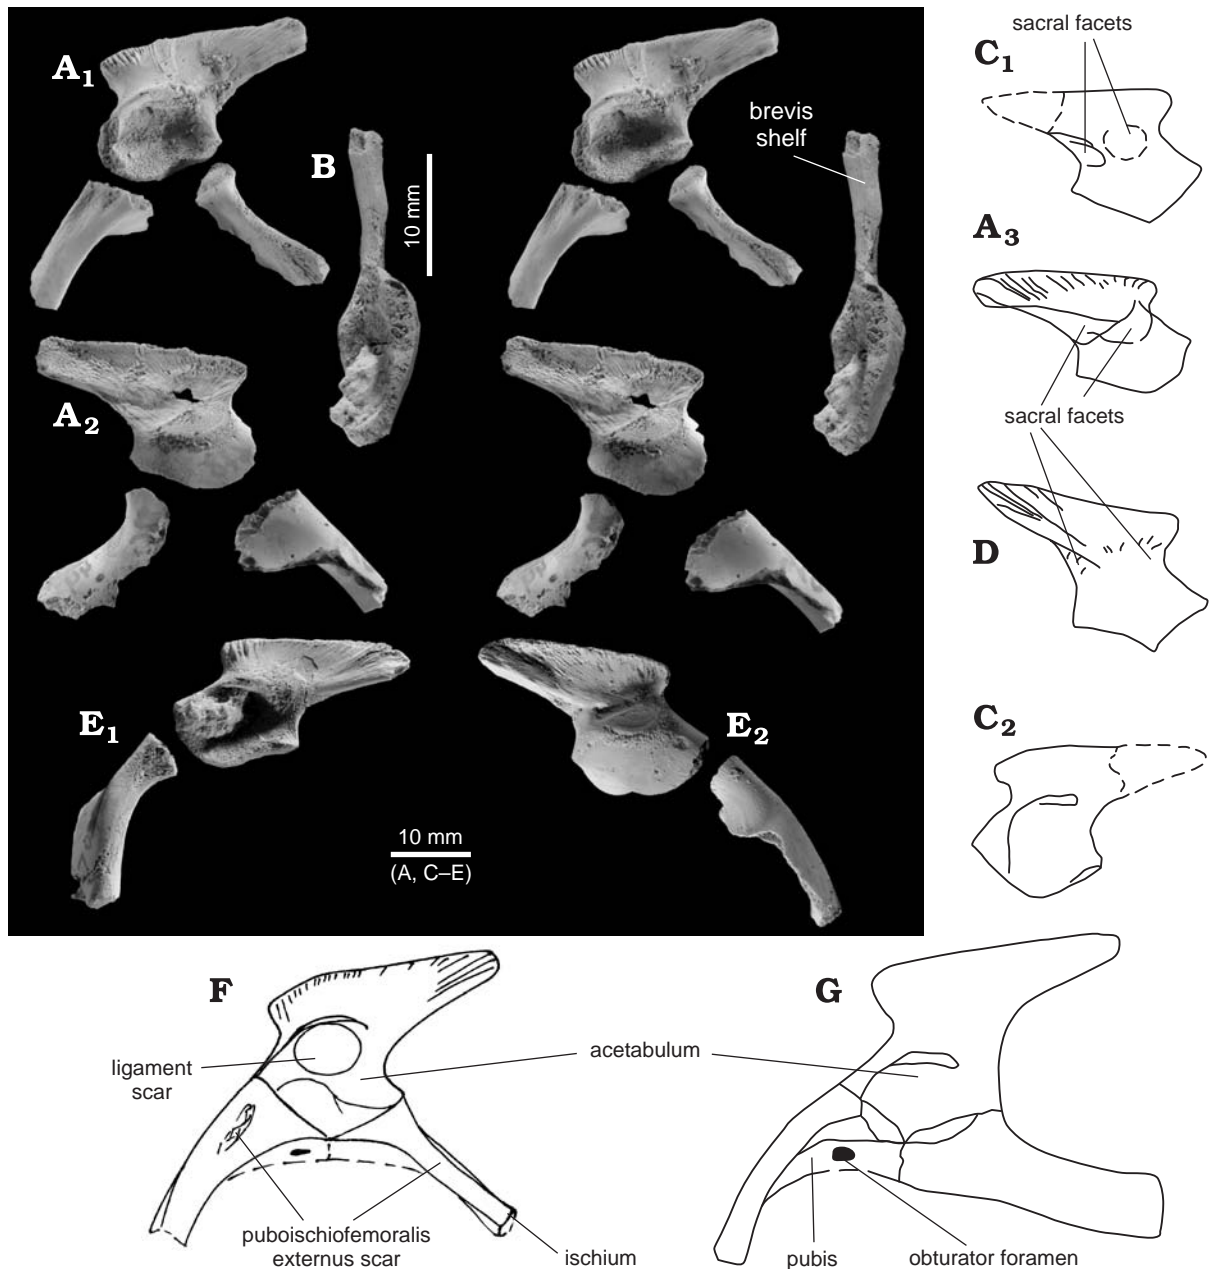 sacral facets
C1
A1
brevis
shelf
B
10 mm
A3
A2
sacral facets
D
E1
E2
C2
10 mm
(A, C–E)
F
G
ligament
scar
acetabulum
puboischiofemoralis
externus scar
ischium
pubis
obturator foramen